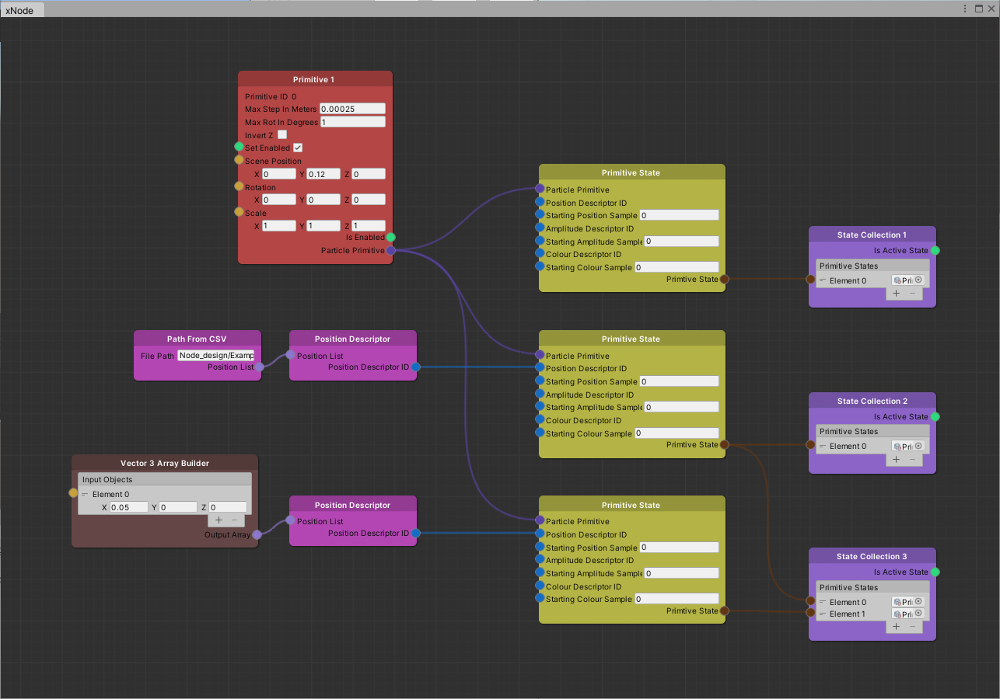 xNode
Primitive 1
Primitive ID 0
Max Step In Meters 0.00025
Max Rot In Degrees 1
Invert Z
Set Enabled
Scene Position
X 0 Y 0.12 Z 0
Rotation
X 0 Y 0 Z 0
Scale
X 1 Y 1 Z 1
Is Enabled
Particle Primitive
Primitive State
Particle Primitive
Position Descriptor ID
Starting Position Sample 0
Amplitude Descriptor ID
Starting Amplitude Sample 0
Colour Descriptor ID
Starting Colour Sample 0
Primtive State
State Collection 1
Is Active State
Primitive States
Element 0 Pri
Path From CSV
File Path Node_design/Examp
Position List
Position Descriptor
Position List
Position Descriptor ID
Primitive State
Particle Primitive
Position Descriptor ID
Starting Position Sample 0
Amplitude Descriptor ID
Starting Amplitude Sample 0
Colour Descriptor ID
Starting Colour Sample 0
Primtive State
State Collection 2
Is Active State
Primitive States
Element 0 Pri
Vector 3 Array Builder
Input Objects
Element 0
X 0.05 Y 0 Z 0
Output Array
Position Descriptor
Position List
Position Descriptor ID
Primitive State
Particle Primitive
Position Descriptor ID
Starting Position Sample 0
Amplitude Descriptor ID
Starting Amplitude Sample 0
Colour Descriptor ID
Starting Colour Sample 0
Primtive State
State Collection 3
Is Active State
Primitive States
Element 0 Pri
Element 1 Pri